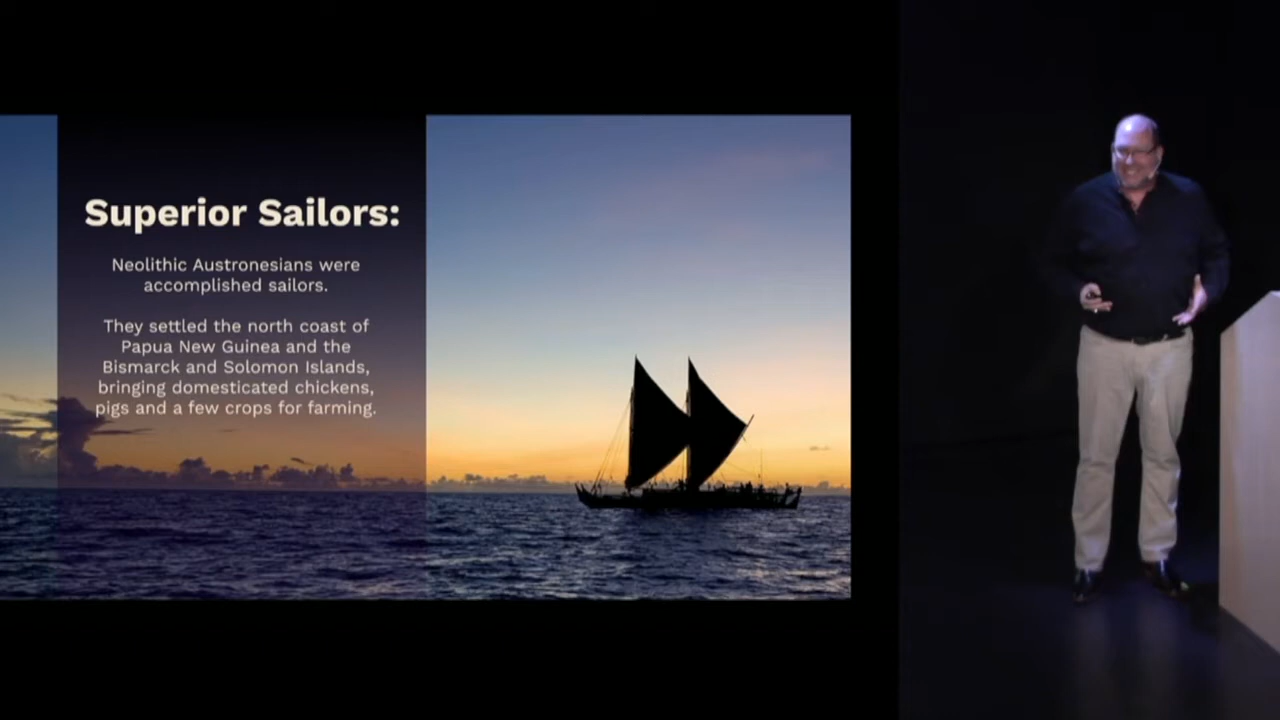 Superior Sailors:
Neolithic Austronesians were
accomplished sailors.
They settled the north coast of
Papua New Guinea and the
Bismarck and Solomon Islands,
bringing domesticated chickens,
pigs and a few crops for farming.